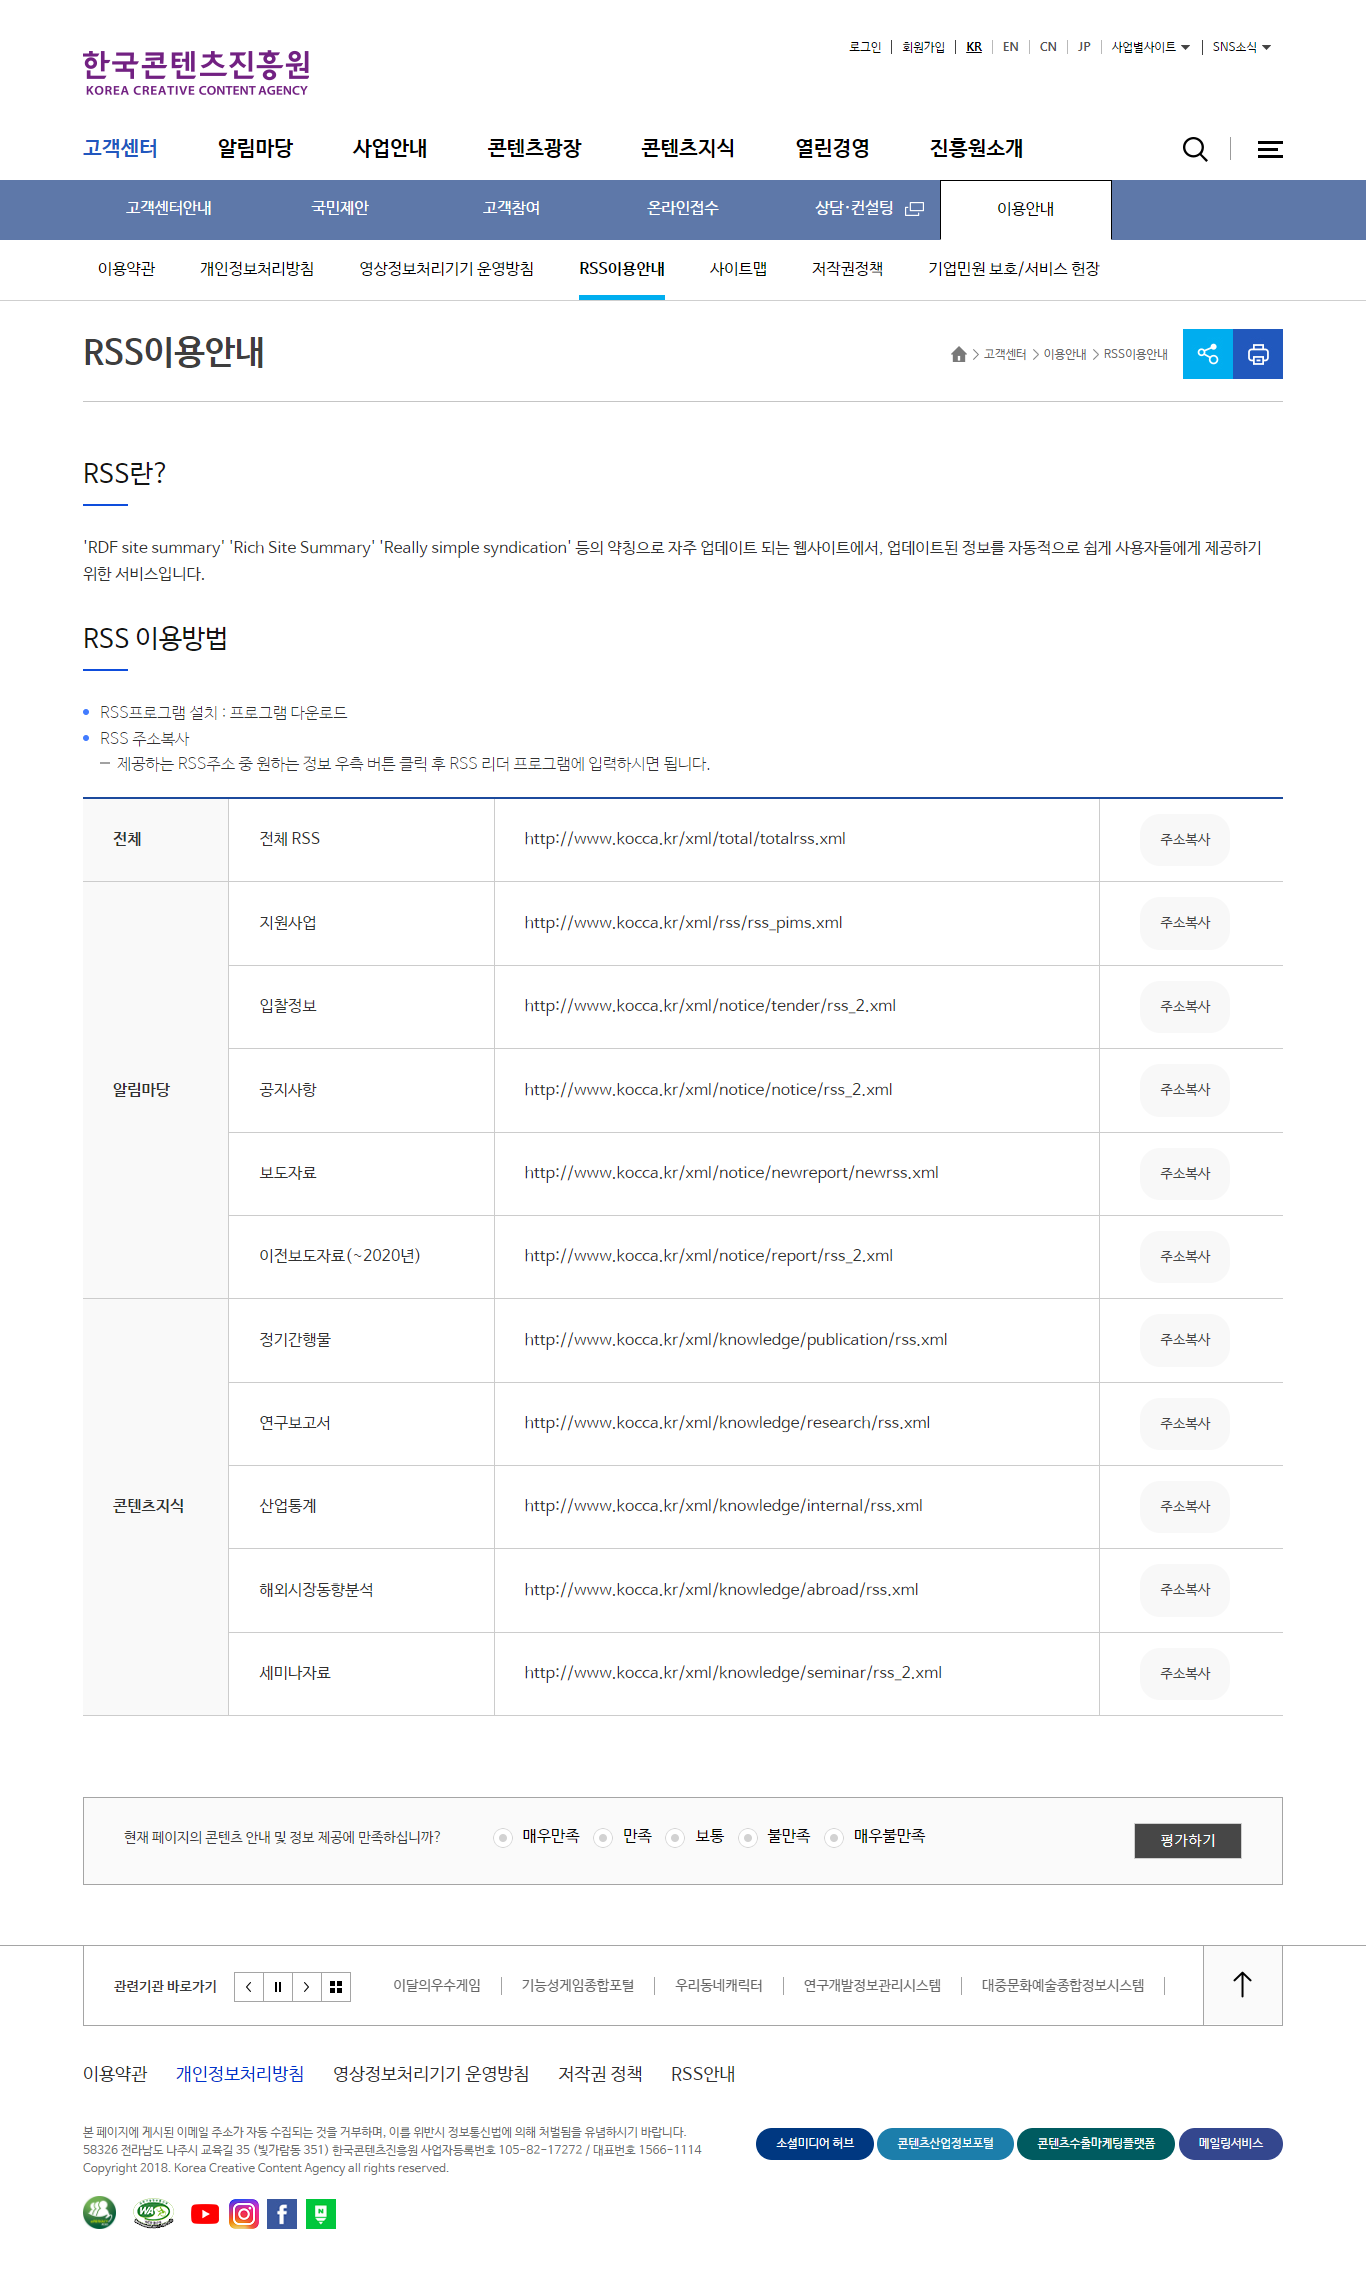 로그인 회원가입 KR EN CN JP 사업별사이트 SNS소식
한국콘텐츠진흥원
KOREA CREATIVE CONTENT AGENCY
고객센터 알림마당 사업안내 콘텐츠광장 콘텐츠지식 열린경영 진흥원소개
고객센터안내 국민제안 고객참여 온라인접수 상담·컨설팅 이용안내
이용약관 개인정보처리방침 영상정보처리기기 운영방침 RSS이용안내 사이트맵 저작권정책 기업민원 보호/서비스 헌장
RSS이용안내
고객센터 이용안내 RSS이용안내
RSS란?
'RDF site summary' 'Rich Site Summary' 'Really simple syndication' 등의 약칭으로 자주 업데이트 되는 웹사이트에서, 업데이트된 정보를 자동적으로 쉽게 사용자들에게 제공하기
위한 서비스입니다.
RSS 이용방법
RSS프로그램 설치 : 프로그램 다운로드
RSS 주소복사
제공하는 RSS주소 중 원하는 정보 우측 버튼 클릭 후 RSS 리더 프로그램에 입력하시면 됩니다.
전체 전체 RSS http://www.kocca.kr/xml/total/totalrss.xml 주소복사
지원사업 http://www.kocca.kr/xml/rss/rss_pims.xml 주소복사
입찰정보 http://www.kocca.kr/xml/notice/tender/rss_2.xml 주소복사
알림마당 공지사항 http://www.kocca.kr/xml/notice/notice/rss_2.xml 주소복사
보도자료 http://www.kocca.kr/xml/notice/newreport/newrss.xml 주소복사
이전보도자료(~2020년) http://www.kocca.kr/xml/notice/report/rss_2.xml 주소복사
정기간행물 http://www.kocca.kr/xml/knowledge/publication/rss.xml 주소복사
연구보고서 http://www.kocca.kr/xml/knowledge/research/rss.xml 주소복사
콘텐츠지식 산업통계 http://www.kocca.kr/xml/knowledge/internal/rss.xml 주소복사
해외시장동향분석 http://www.kocca.kr/xml/knowledge/abroad/rss.xml 주소복사
세미나자료 http://www.kocca.kr/xml/knowledge/seminar/rss_2.xml 주소복사
현재 페이지의 콘텐츠 안내 및 정보 제공에 만족하십니까? 매우만족 만족 보통 불만족 매우불만족 평가하기
관련기관 바로가기 이달의우수게임 기능성게임종합포털 우리동네캐릭터 연구개발정보관리시스템 대중문화예술종합정보시스템
이용약관 개인정보처리방침 영상정보처리기기 운영방침 저작권 정책 RSS안내
본 페이지에 게시된 이메일 주소가 자동 수집되는 것을 거부하며, 이를 위반시 정보통신법에 의해 처벌됨을 유념하시기 바랍니다.
58326 전라남도 나주시 교육길 35 (빛가람동 351) 한국콘텐츠진흥원 사업자등록번호 105-82-17272 / 대표번호 1566-1114
Copyright 2018. Korea Creative Content Agency all rights reserved.
소셜미디어 허브 콘텐츠산업정보포털 콘텐츠수출마케팅플랫폼 메일링서비스